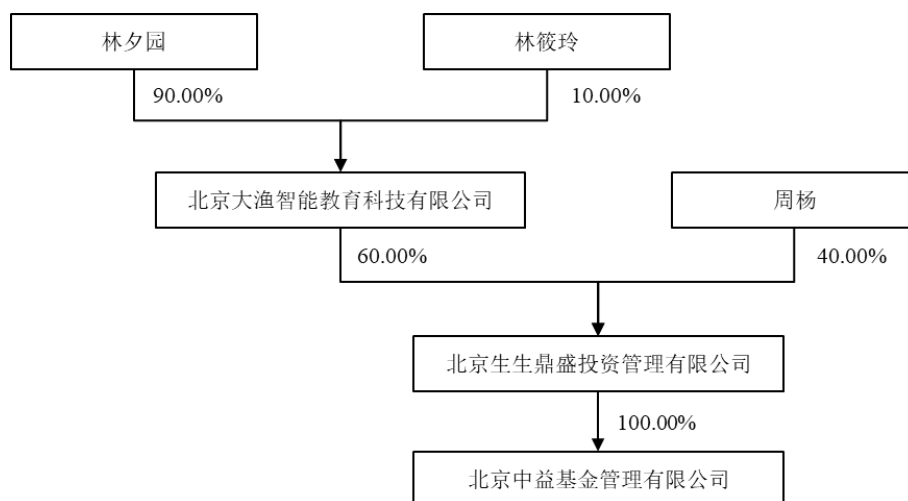 林夕园
林筱玲
90.00%
10.00%
北京大渔智能教育科技有限公司
周杨
60.00%
40.00%
北京生生鼎盛投资管理有限公司
100.00%
北京中益基金管理有限公司